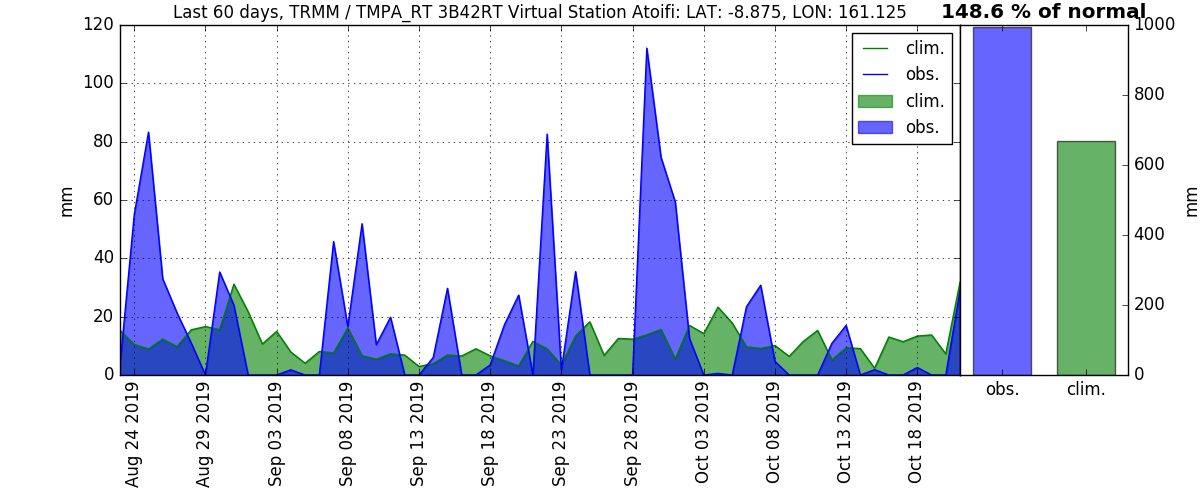 Last 60 days, TRMM / TMPA_RT 3B42RT Virtual Station Atoifi: LAT: -8.875, LON: 161.125
148.6 % of normal
120
100
80
60
40
20
0
mm
clim.
obs.
clim.
obs.
1000
800
600
400
200
0
mm
obs.
clim.
Aug 24 2019
Aug 29 2019
Sep 03 2019
Sep 08 2019
Sep 13 2019
Sep 18 2019
Sep 23 2019
Sep 28 2019
Oct 03 2019
Oct 08 2019
Oct 13 2019
Oct 18 2019